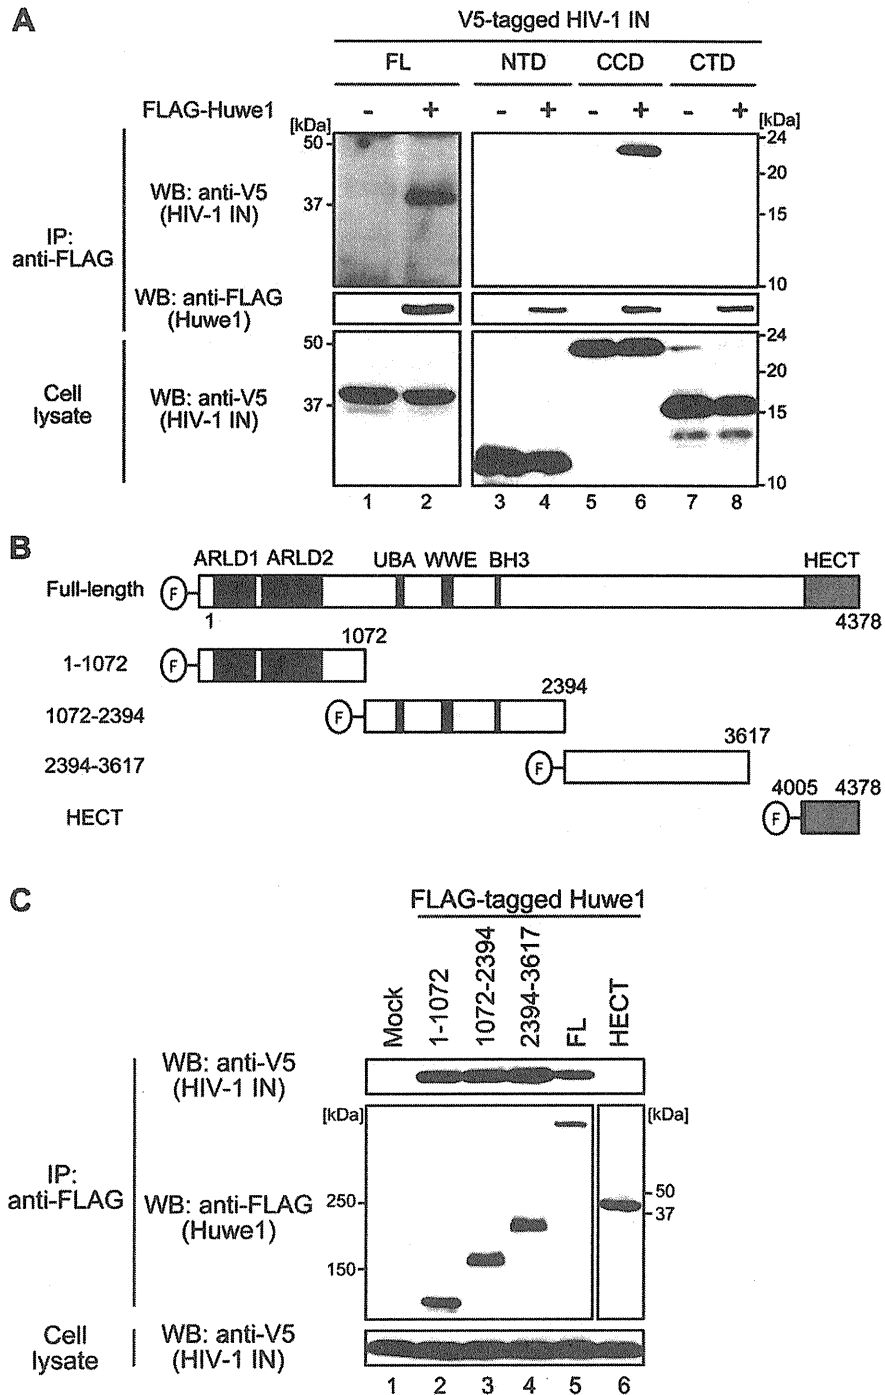 A
V5-tagged HIV-1 IN
FL NTD CCD CTD
FLAG-Huwe1 - + - + - + - +
[kDa] [kDa]
50 24
WB: anti-V5 20
(HIV-1 IN) 37 15
IP:
anti-FLAG
10
WB: anti-FLAG
(Huwe1)
50 24
Cell
lysate
WB: anti-V5
(HIV-1 IN)
20
37 15
10
1 2 3 4 5 6 7 8
B
ARLD1 ARLD2 UBA WWE BH3 HECT
Full-length F
1 4378
1072
1-1072 F
2394
1072-2394 F
3617
2394-3617 F
4005 4378
HECT F
C
FLAG-tagged Huwe1
Mock 1-1072 1072-2394 2394-3617 FL HECT
WB: anti-V5
(HIV-1 IN)
[kDa] [kDa]
IP:
anti-FLAG
WB: anti-FLAG
(Huwe1)
250 50
37
150
Cell
lysate
WB: anti-V5
(HIV-1 IN)
1 2 3 4 5 6